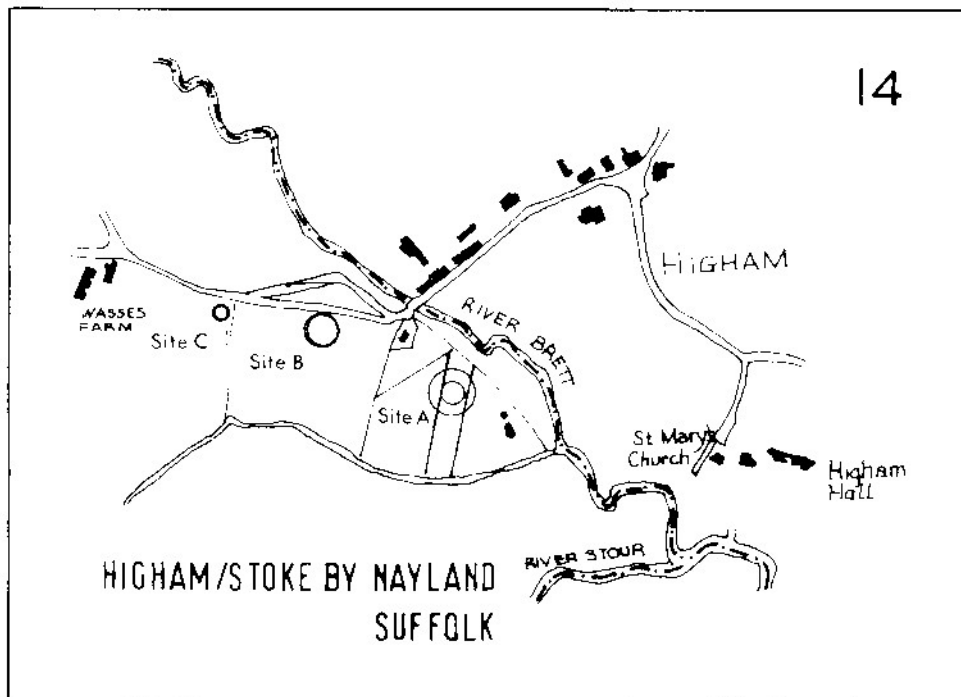 14
HIGHAM
WASSES
FARM
Site C
Site B
RIVER BRETT
Site A
St Marys
Church
Higham
Hall
RIVER STOUR
HIGHAM/STOKE BY NAYLAND
SUFFOLK